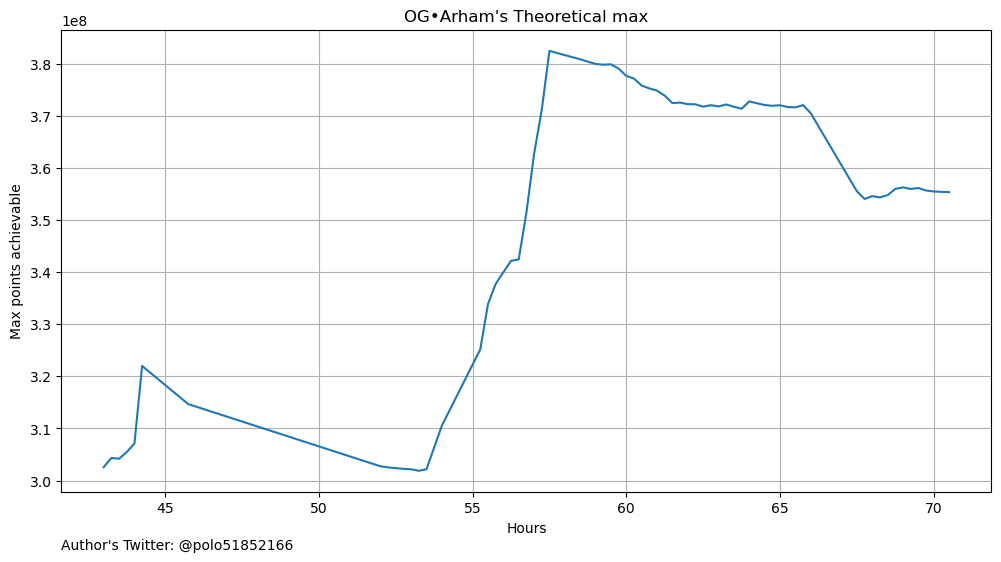 OG•Arham's Theoretical max
1e8
3.8
3.7
3.6
3.5
3.4
3.3
3.2
3.1
3.0
Max points achievable
45 50 55 60 65 70
Hours
Author's Twitter: @polo51852166